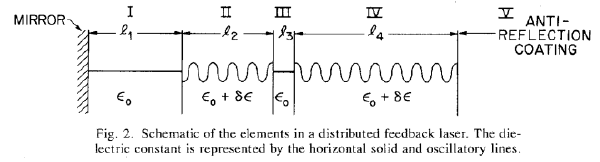 I II III IV V
MIRROR ℓ₁ ℓ₂ ℓ₃ ℓ₄ ANTI-
REFLECTION
COATING
ϵ₀ ϵ₀ + δϵ ϵ₀ ϵ₀ + δϵ
Fig. 2. Schematic of the elements in a distributed feedback laser. The die-
lectric constant is represented by the horizontal solid and oscillatory lines.